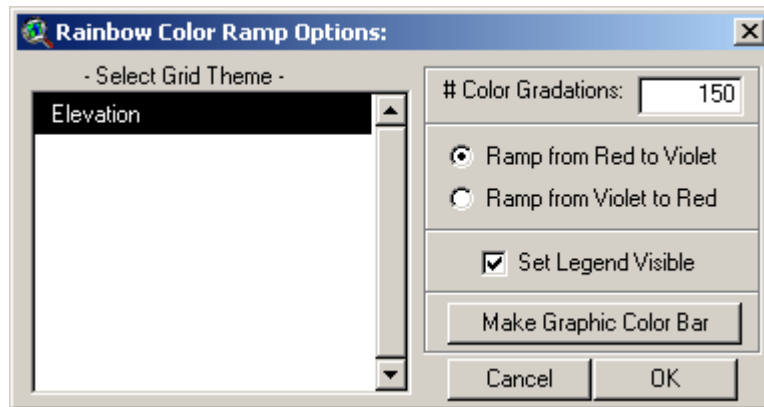 Rainbow Color Ramp Options:
- Select Grid Theme -
Elevation
# Color Gradations: 150
Ramp from Red to Violet
Ramp from Violet to Red
Set Legend Visible
Make Graphic Color Bar
Cancel OK